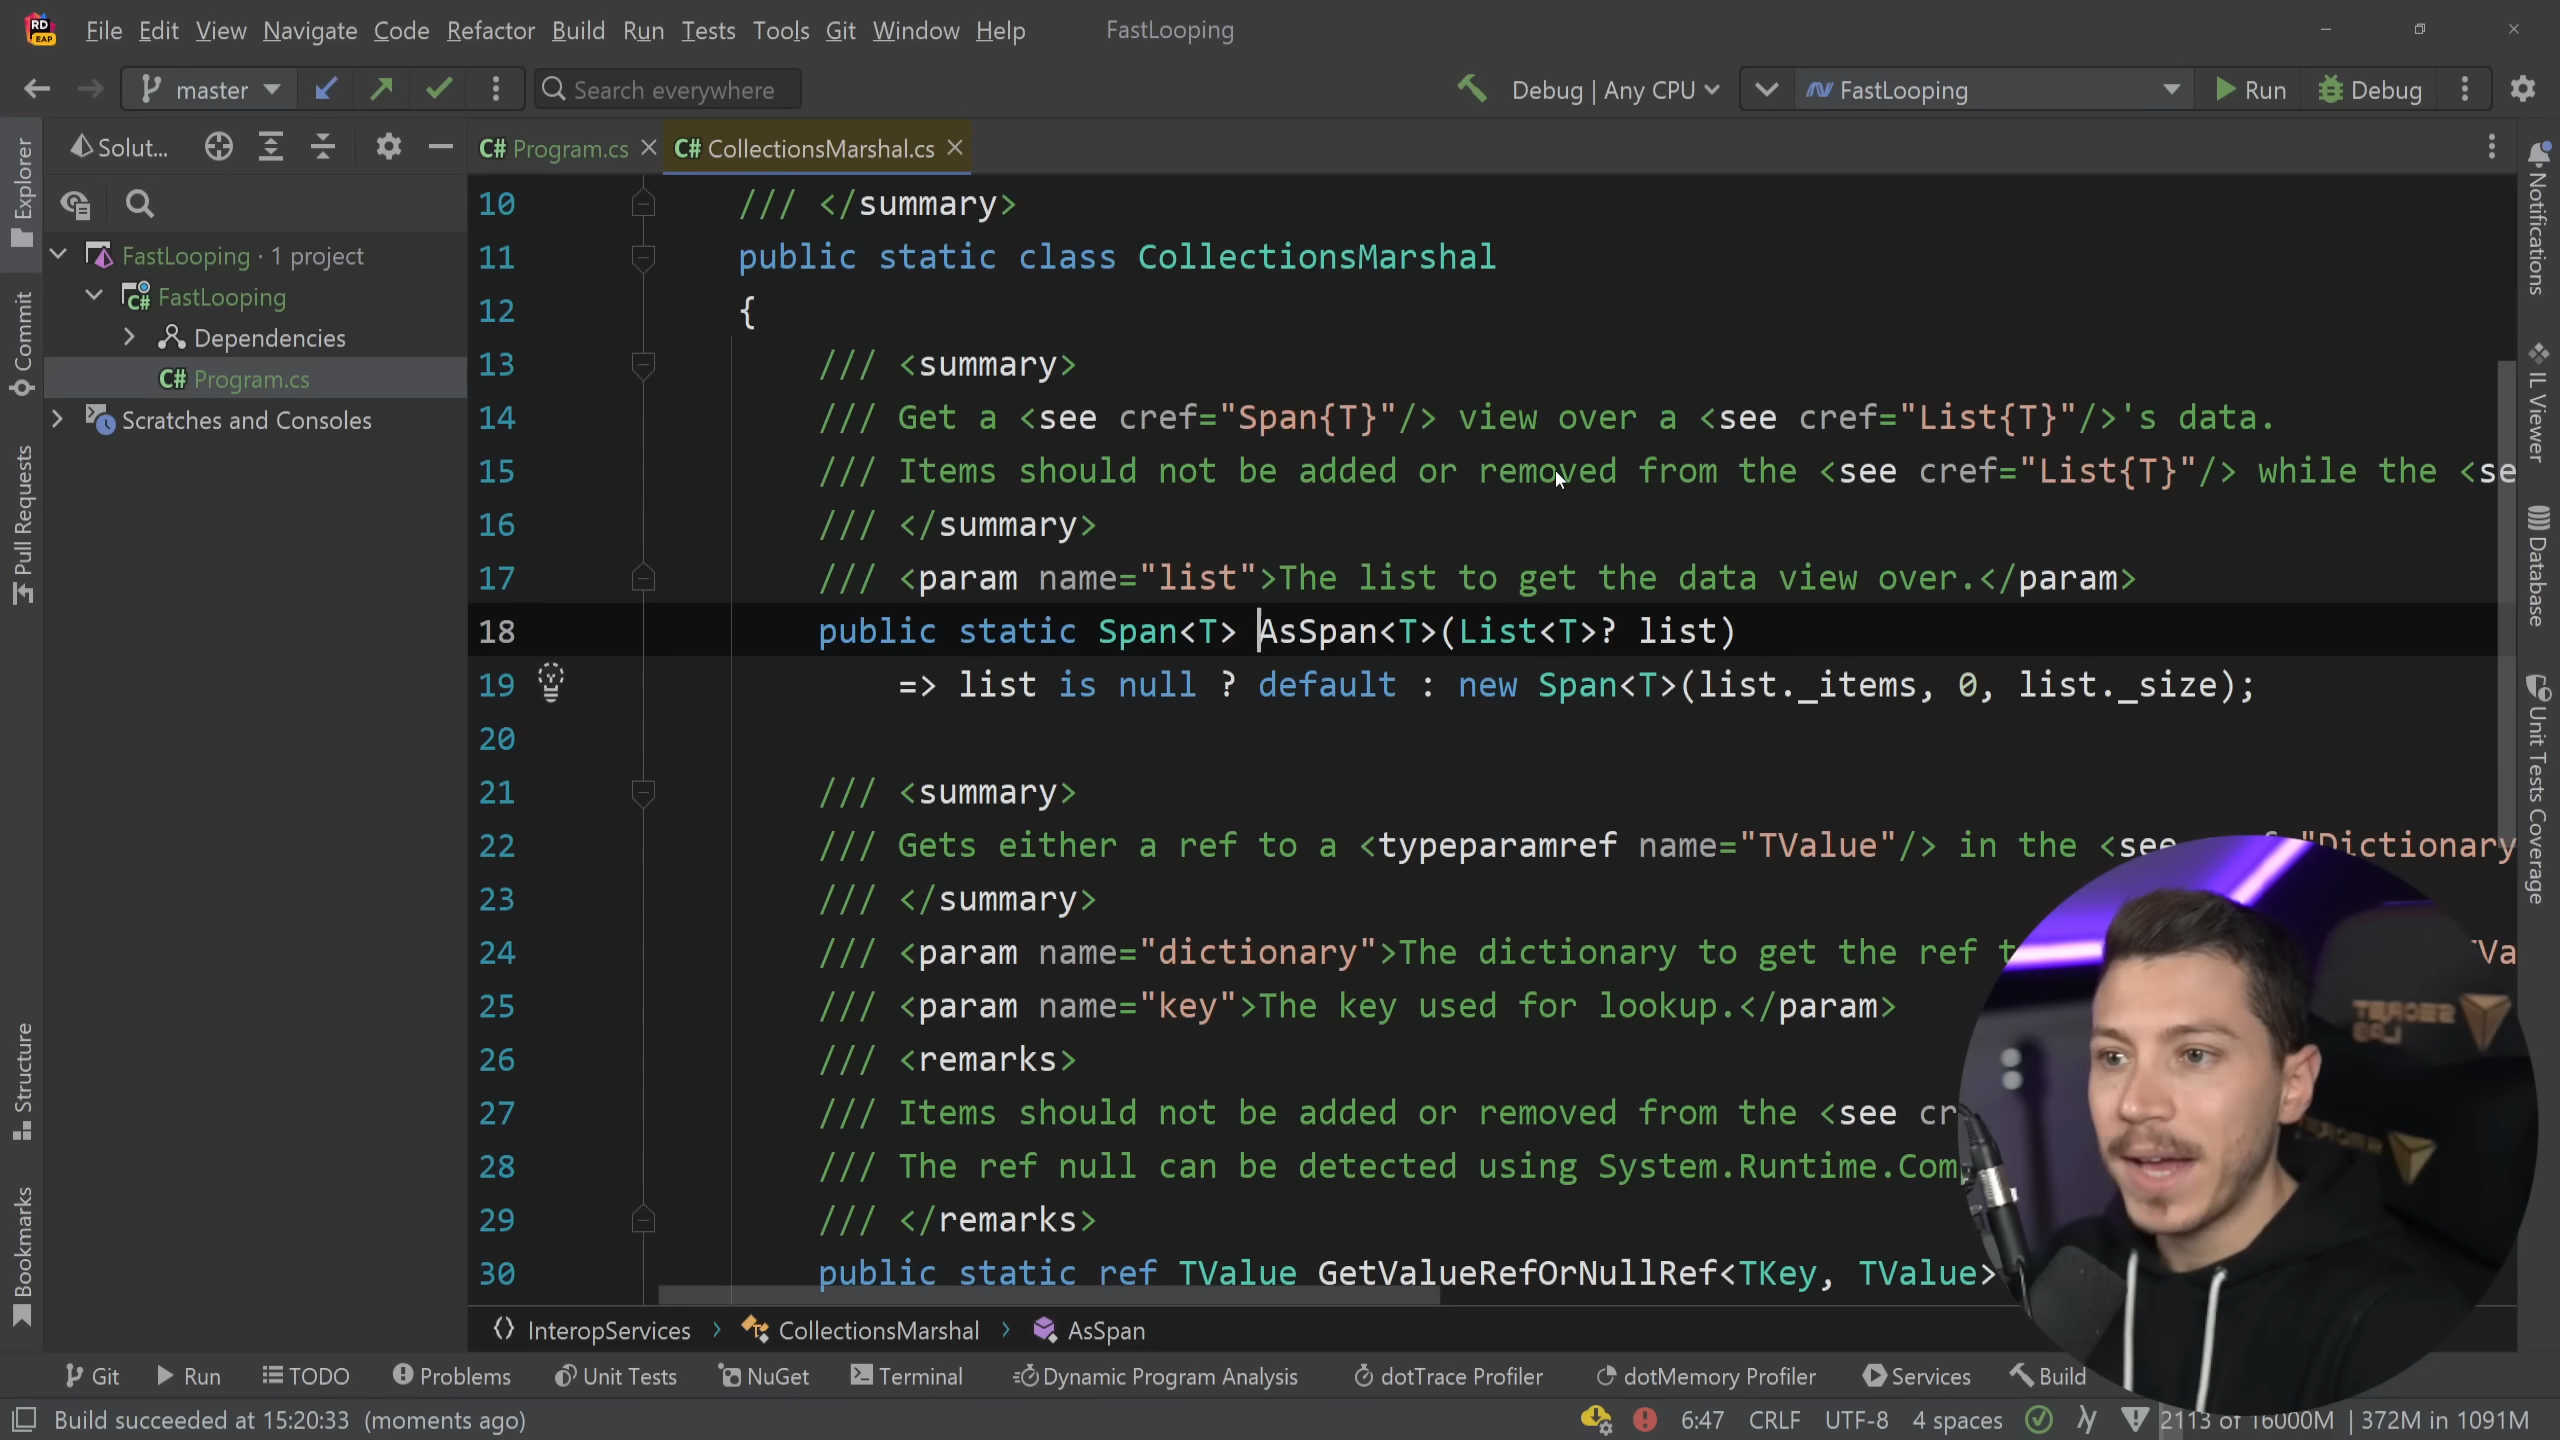 RD
EAP
File Edit View Navigate Code Refactor Build Run Tests Tools Git Window Help FastLooping
master Search everywhere Debug | Any CPU FastLooping Run Debug
Solut...
C# Program.cs
C# CollectionsMarshal.cs
Explorer
Commit
Pull Requests
Structure
Bookmarks
FastLooping · 1 project
FastLooping
Dependencies
C# Program.cs
Scratches and Consoles
10 /// </summary>
11 public static class CollectionsMarshal
12 {
13 /// <summary>
14 /// Get a <see cref="Span{T}"/> view over a <see cref="List{T}"/>'s data.
15 /// Items should not be added or removed from the <see cref="List{T}"/> while the <se
16 /// </summary>
17 /// <param name="list">The list to get the data view over.</param>
18 public static Span<T> AsSpan<T>(List<T>? list)
19 => list is null ? default : new Span<T>(list._items, 0, list._size);
20
21 /// <summary>
22 /// Gets either a ref to a <typeparamref name="TValue"/> in the <see "Dictionary
23 /// </summary>
24 /// <param name="dictionary">The dictionary to get the ref
25 /// <param name="key">The key used for lookup.</param>
26 /// <remarks>
27 /// Items should not be added or removed from the <see cr
28 /// The ref null can be detected using System.Runtime.Com
29 /// </remarks>
30 public static ref TValue GetValueRefOrNullRef<TKey, TValue>
Notifications
IL Viewer
Database
Unit Tests Coverage
InteropServices CollectionsMarshal AsSpan
Git Run TODO Problems Unit Tests NuGet Terminal Dynamic Program Analysis dotTrace Profiler dotMemory Profiler Services Build
Build succeeded at 15:20:33 (moments ago) 6:47 CRLF UTF-8 4 spaces 2113 of 16000M | 372M in 1091M